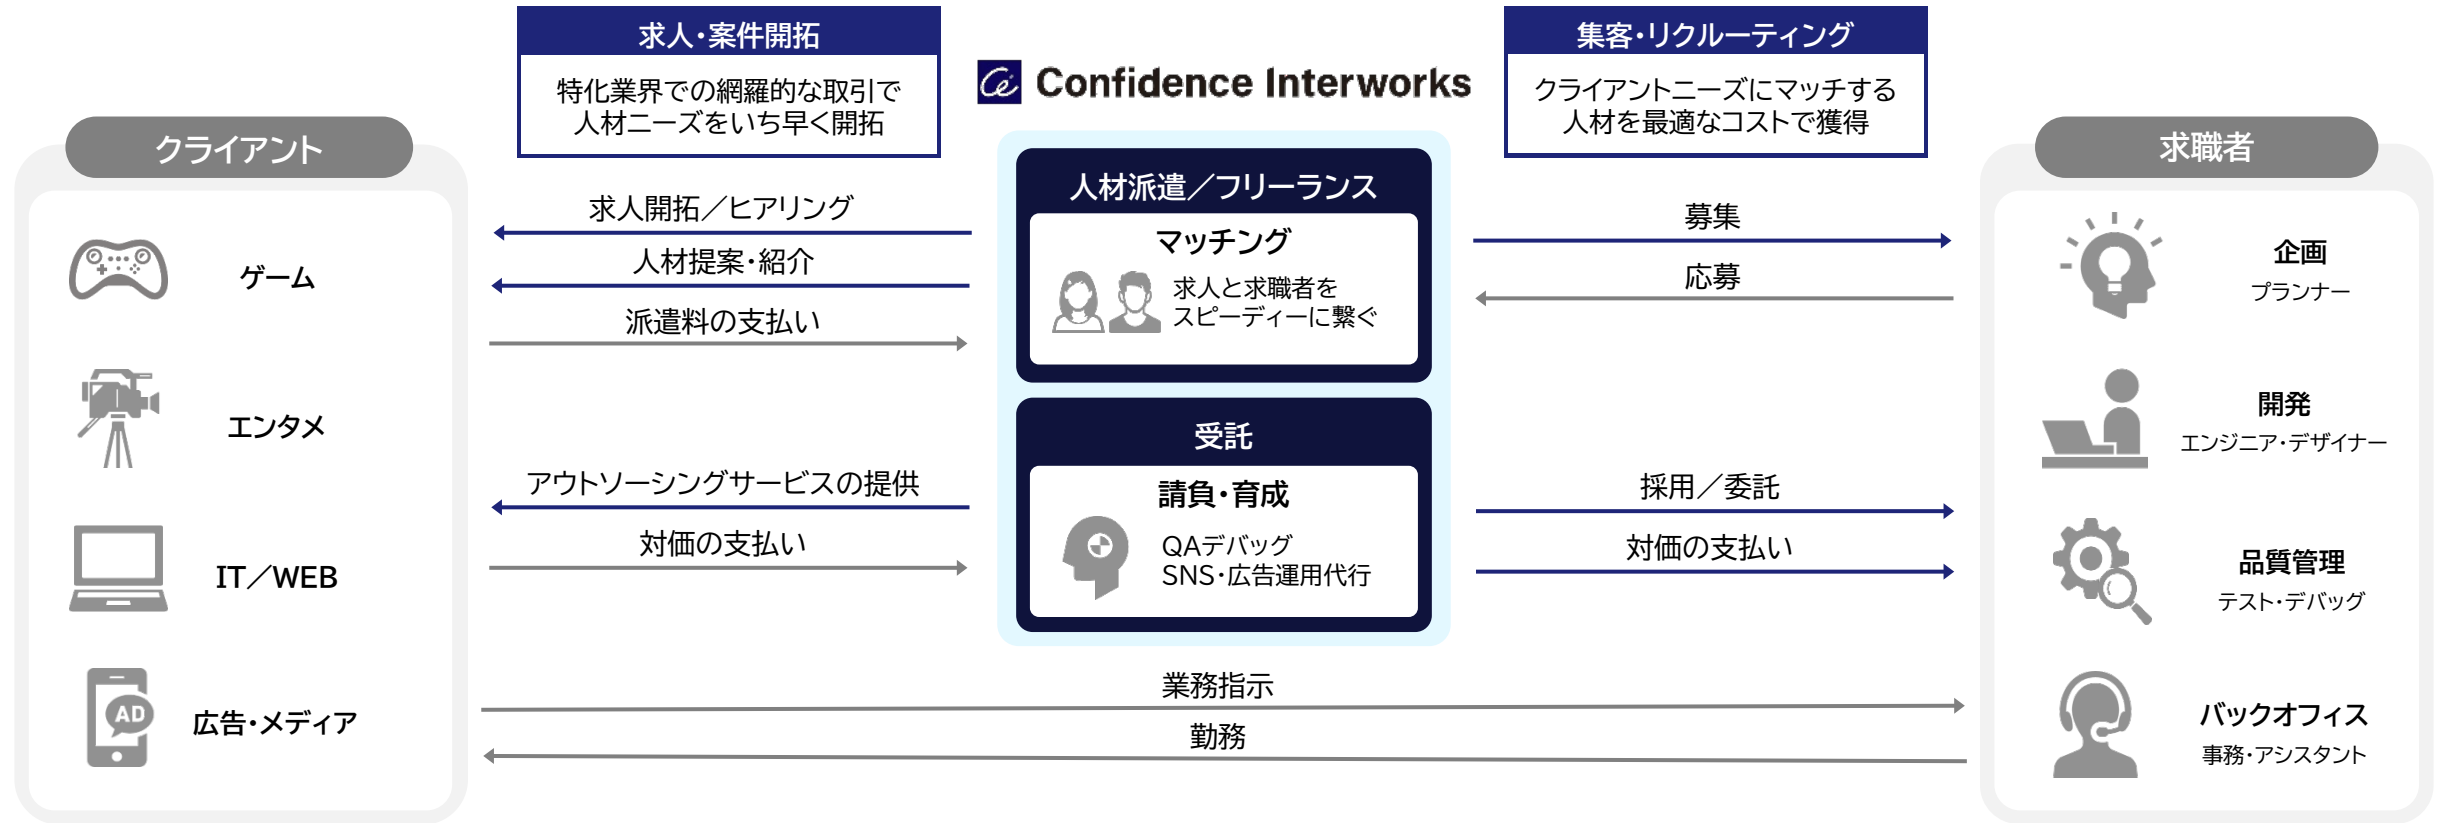 求人・案件開拓
特化業界での網羅的な取引で
人材ニーズをいち早く開拓
Ce Confidence Interworks
集客・リクルーティング
クライアントニーズにマッチする
人材を最適なコストで獲得
クライアント
ゲーム
エンタメ
IT／WEB
AD
広告・メディア
求人開拓／ヒアリング
人材提案・紹介
派遣料の支払い
アウトソーシングサービスの提供
対価の支払い
人材派遣／フリーランス
マッチング
求人と求職者を
スピーディーに繋ぐ
受託
請負・育成
QAデバッグ
SNS・広告運用代行
募集
応募
採用／委託
対価の支払い
業務指示
勤務
求職者
企画
プランナー
開発
エンジニア・デザイナー
品質管理
テスト・デバッグ
バックオフィス
事務・アシスタント